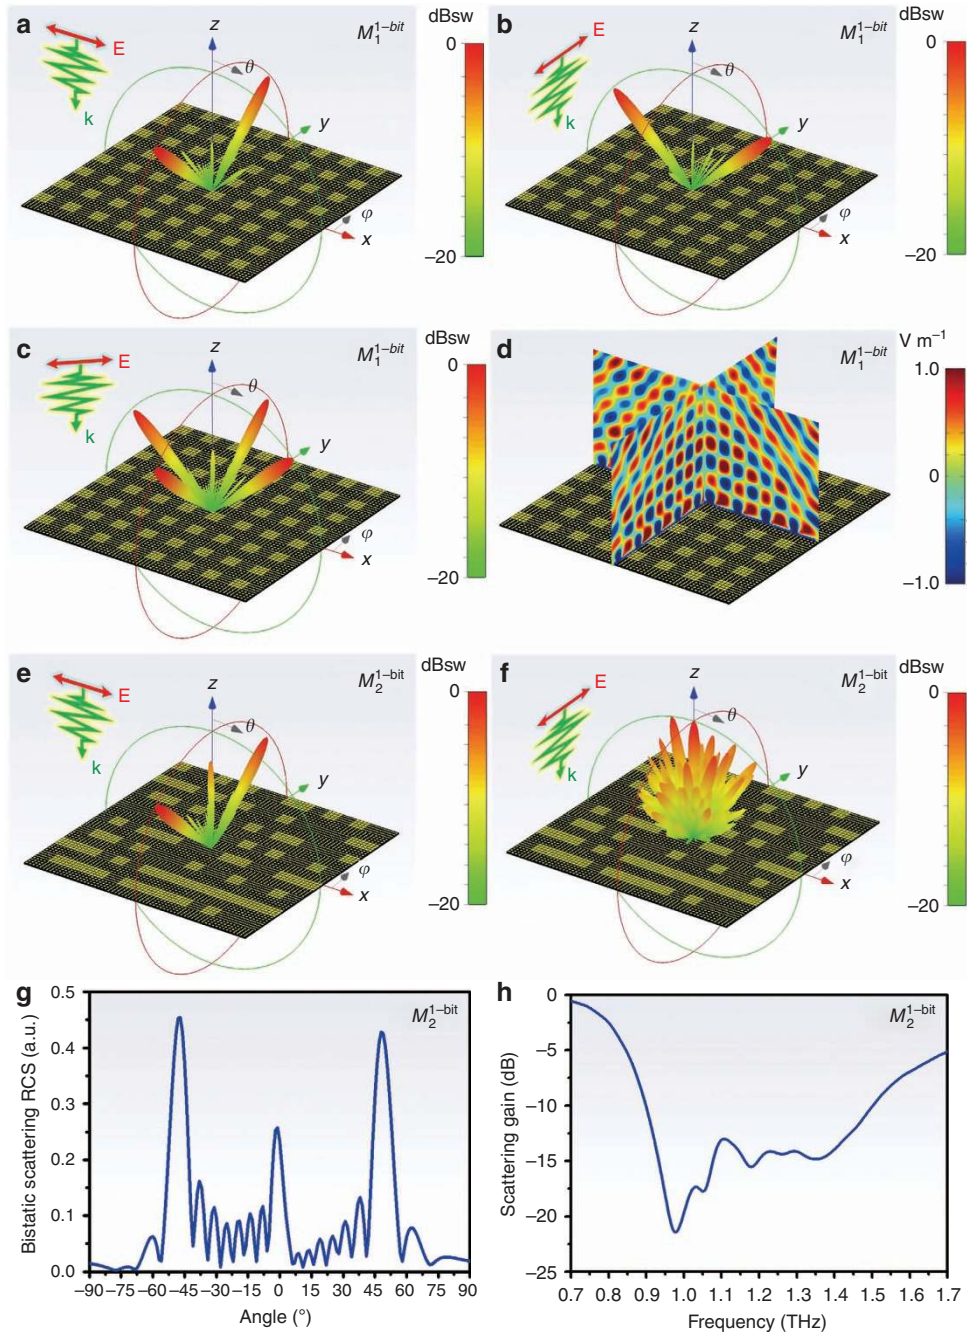 a
E
k
z
θ
y
φ
x
M₁^1–bit
dBsw
0
–20
b
E
k
z
θ
y
φ
x
M₁^1–bit
dBsw
0
–20
c
E
k
z
θ
y
φ
x
M₁^1–bit
dBsw
0
–20
d
M₁^1–bit
V m⁻¹
1.0
0
–1.0
e
E
k
z
θ
y
φ
x
M₂^1–bit
dBsw
0
–20
f
E
k
z
θ
y
φ
x
M₂^1–bit
dBsw
0
–20
g
M₂^1–bit
Bistatic scattering RCS (a.u.)
0.5
0.4
0.3
0.2
0.1
0.0
–90 –75 –60 –45 –30 –15 0 15 30 45 60 75 90
Angle (°)
h
M₂^1–bit
Scattering gain (dB)
0
–5
–10
–15
–20
–25
0.7 0.8 0.9 1.0 1.1 1.2 1.3 1.4 1.5 1.6 1.7
Frequency (THz)